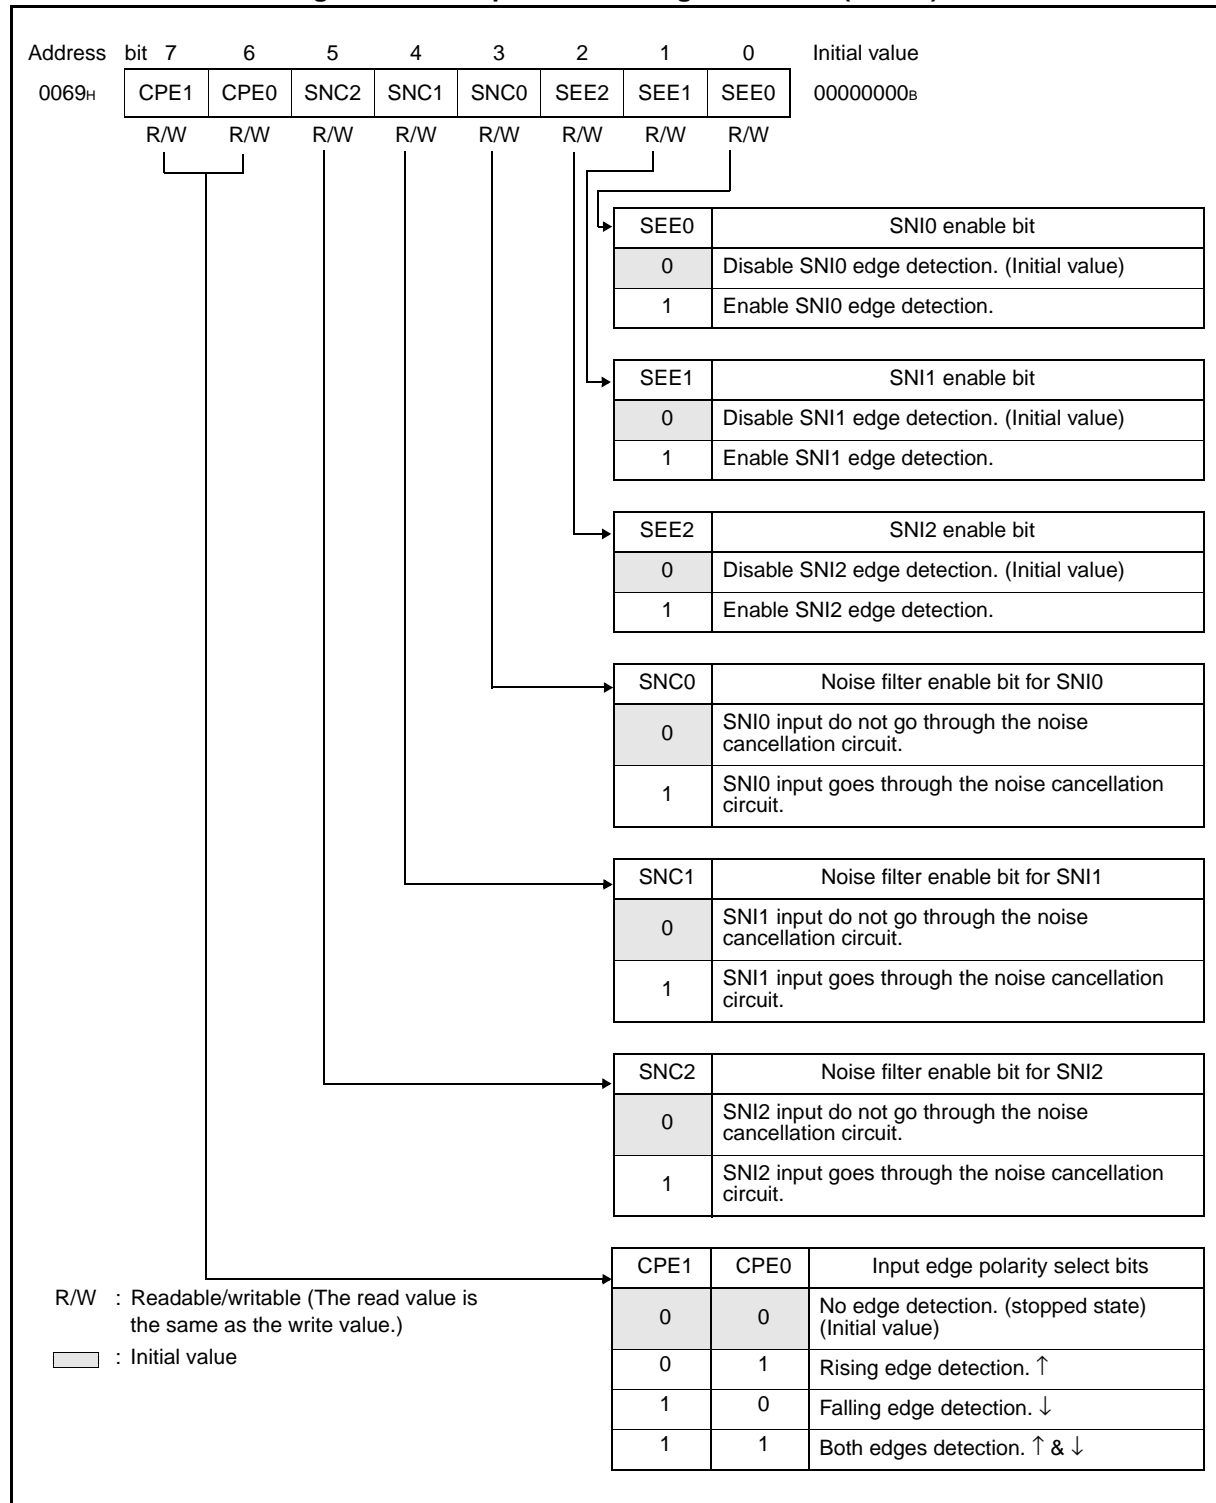 Address bit 7 6 5 4 3 2 1 0 Initial value
0069H CPE1 CPE0 SNC2 SNC1 SNC0 SEE2 SEE1 SEE0 00000000B
R/W R/W R/W R/W R/W R/W R/W R/W
SEE0 SNI0 enable bit
0 Disable SNI0 edge detection. (Initial value)
1 Enable SNI0 edge detection.
SEE1 SNI1 enable bit
0 Disable SNI1 edge detection. (Initial value)
1 Enable SNI1 edge detection.
SEE2 SNI2 enable bit
0 Disable SNI2 edge detection. (Initial value)
1 Enable SNI2 edge detection.
SNC0 Noise filter enable bit for SNI0
0 SNI0 input do not go through the noise
cancellation circuit.
1 SNI0 input goes through the noise cancellation
circuit.
SNC1 Noise filter enable bit for SNI1
0 SNI1 input do not go through the noise
cancellation circuit.
1 SNI1 input goes through the noise cancellation
circuit.
SNC2 Noise filter enable bit for SNI2
0 SNI2 input do not go through the noise
cancellation circuit.
1 SNI2 input goes through the noise cancellation
circuit.
CPE1 CPE0 Input edge polarity select bits
0 0 No edge detection. (stopped state)
(Initial value)
0 1 Rising edge detection. ↑
1 0 Falling edge detection. ↓
1 1 Both edges detection. ↑ & ↓
R/W : Readable/writable (The read value is
the same as the write value.)
: Initial value